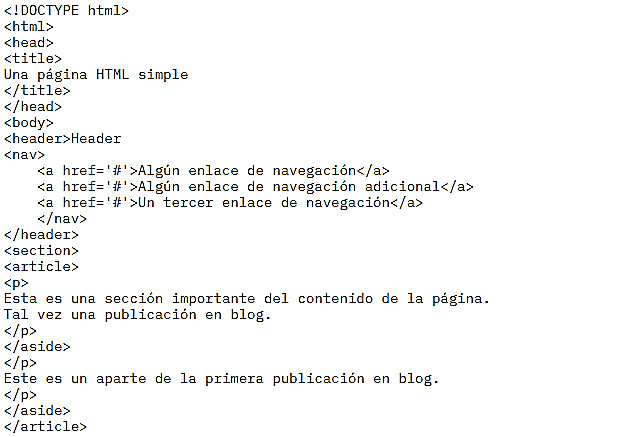 <!DOCTYPE html>
<html>
<head>
<title>
Una página HTML simple
</title>
</head>
<body>
<header>Header
<nav>
    <a href='#'>Algún enlace de navegación</a>
    <a href='#'>Algún enlace de navegación adicional</a>
    <a href='#'>Un tercer enlace de navegación</a>
    </nav>
</header>
<section>
<article>
<p>
Esta es una sección importante del contenido de la página.
Tal vez una publicación en blog.
</p>
</aside>
</p>
Este es un aparte de la primera publicación en blog.
</p>
</aside>
</article>